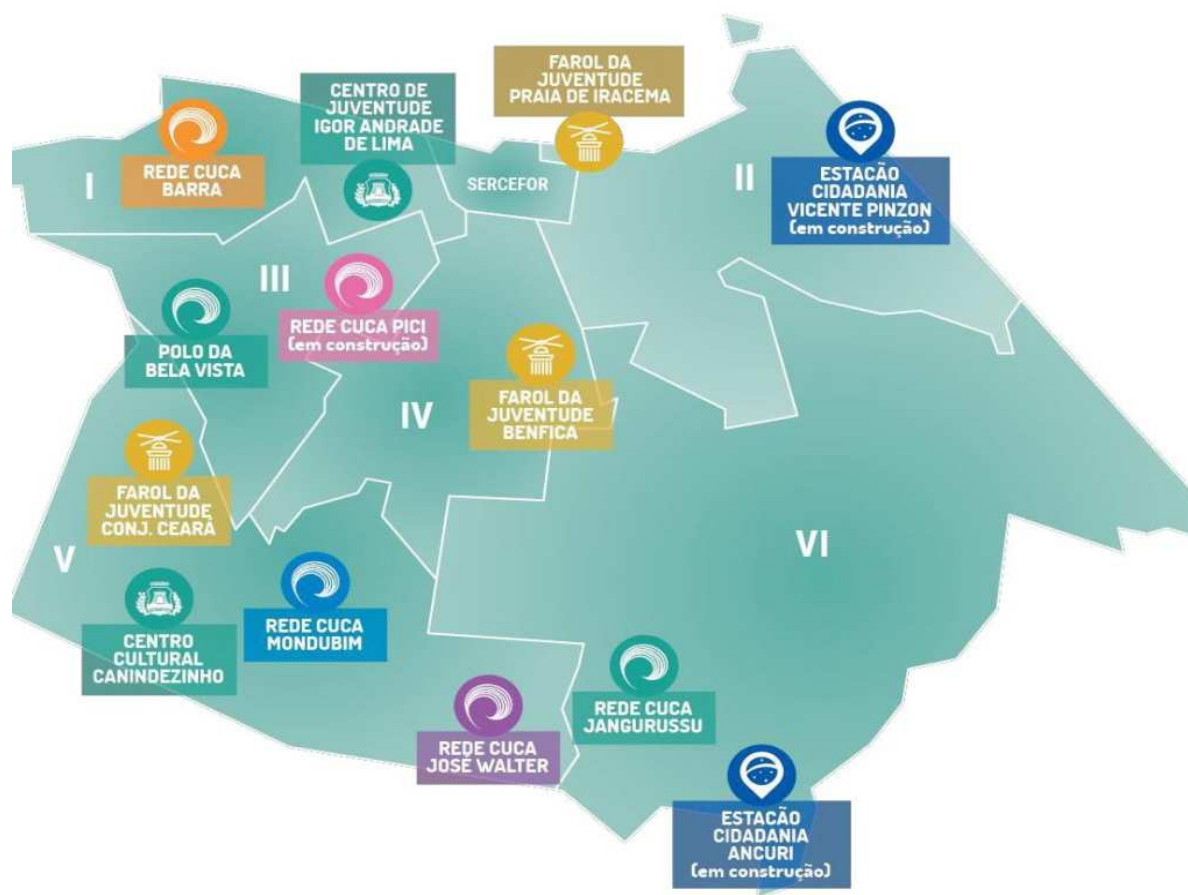 FAROL DA
JUVENTUDE
PRAIA DE IRACEMA
CENTRO DE
JUVENTUDE
IGOR ANDRADE
DE LIMA
REDE CUCA
BARRA
I
SERCEFOR
II
ESTACÃO
CIDADANIA
VICENTE PINZON
(em construção)
III
REDE CUCA PICI
(em construção)
POLO DA
BELA VISTA
IV
FAROL DA
JUVENTUDE
BENFICA
FAROL DA
JUVENTUDE
CONJ. CEARÁ
V
VI
CENTRO
CULTURAL
CANINDEZINHO
REDE CUCA
MONDUBIM
REDE CUCA
JOSÉ WALTER
REDE CUCA
JANGURUSSU
ESTACÃO
CIDADANIA
ANCURI
(em construção)